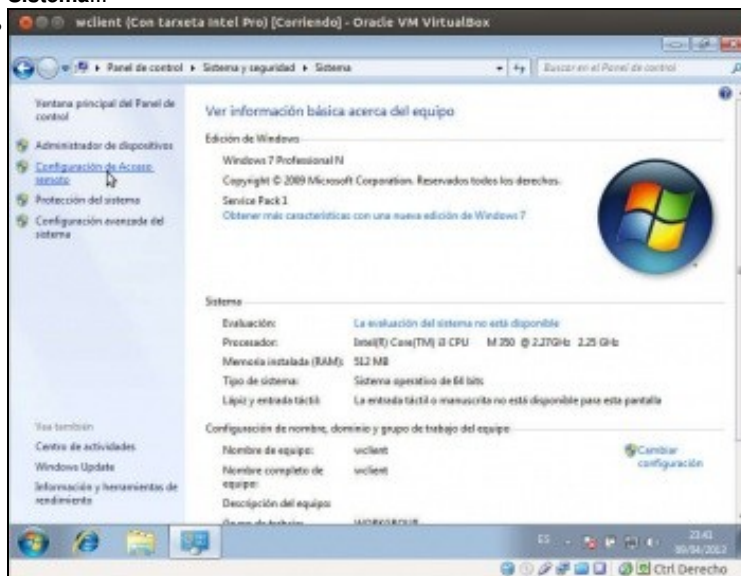 wclient (Con tarxeta Intel Pro) [Corriendo] - Oracle VM VirtualBox
Panel de control ▸ Sistema y seguridad ▸ Sistema
Buscar en el Panel de control
Ventana principal del Panel de
control
Administrador de dispositivos
Configuración de Acceso
remoto
Protección del sistema
Configuración avanzada del
sistema
Vea también
Centro de actividades
Windows Update
Información y herramientas de
rendimiento
Ver información básica acerca del equipo
Edición de Windows
Windows 7 Professional N
Copyright © 2009 Microsoft Corporation. Reservados todos los derechos.
Service Pack 1
Obtener más características con una nueva edición de Windows 7
Sistema
Evaluación: La evaluación del sistema no está disponible
Procesador: Intel(R) Core(TM) i3 CPU M 350 @ 2.27GHz 2.25 GHz
Memoria instalada (RAM): 512 MB
Tipo de sistema: Sistema operativo de 64 bits
Lápiz y entrada táctil: La entrada táctil o manuscrita no está disponible para esta pantalla
Configuración de nombre, dominio y grupo de trabajo del equipo
Nombre de equipo: wclient
Cambiar
configuración
Nombre completo de
equipo: wclient
Descripción del equipo:
Grupo de trabajo: WORKGROUP
ES
23:41
09/04/2012
Ctrl Derecho